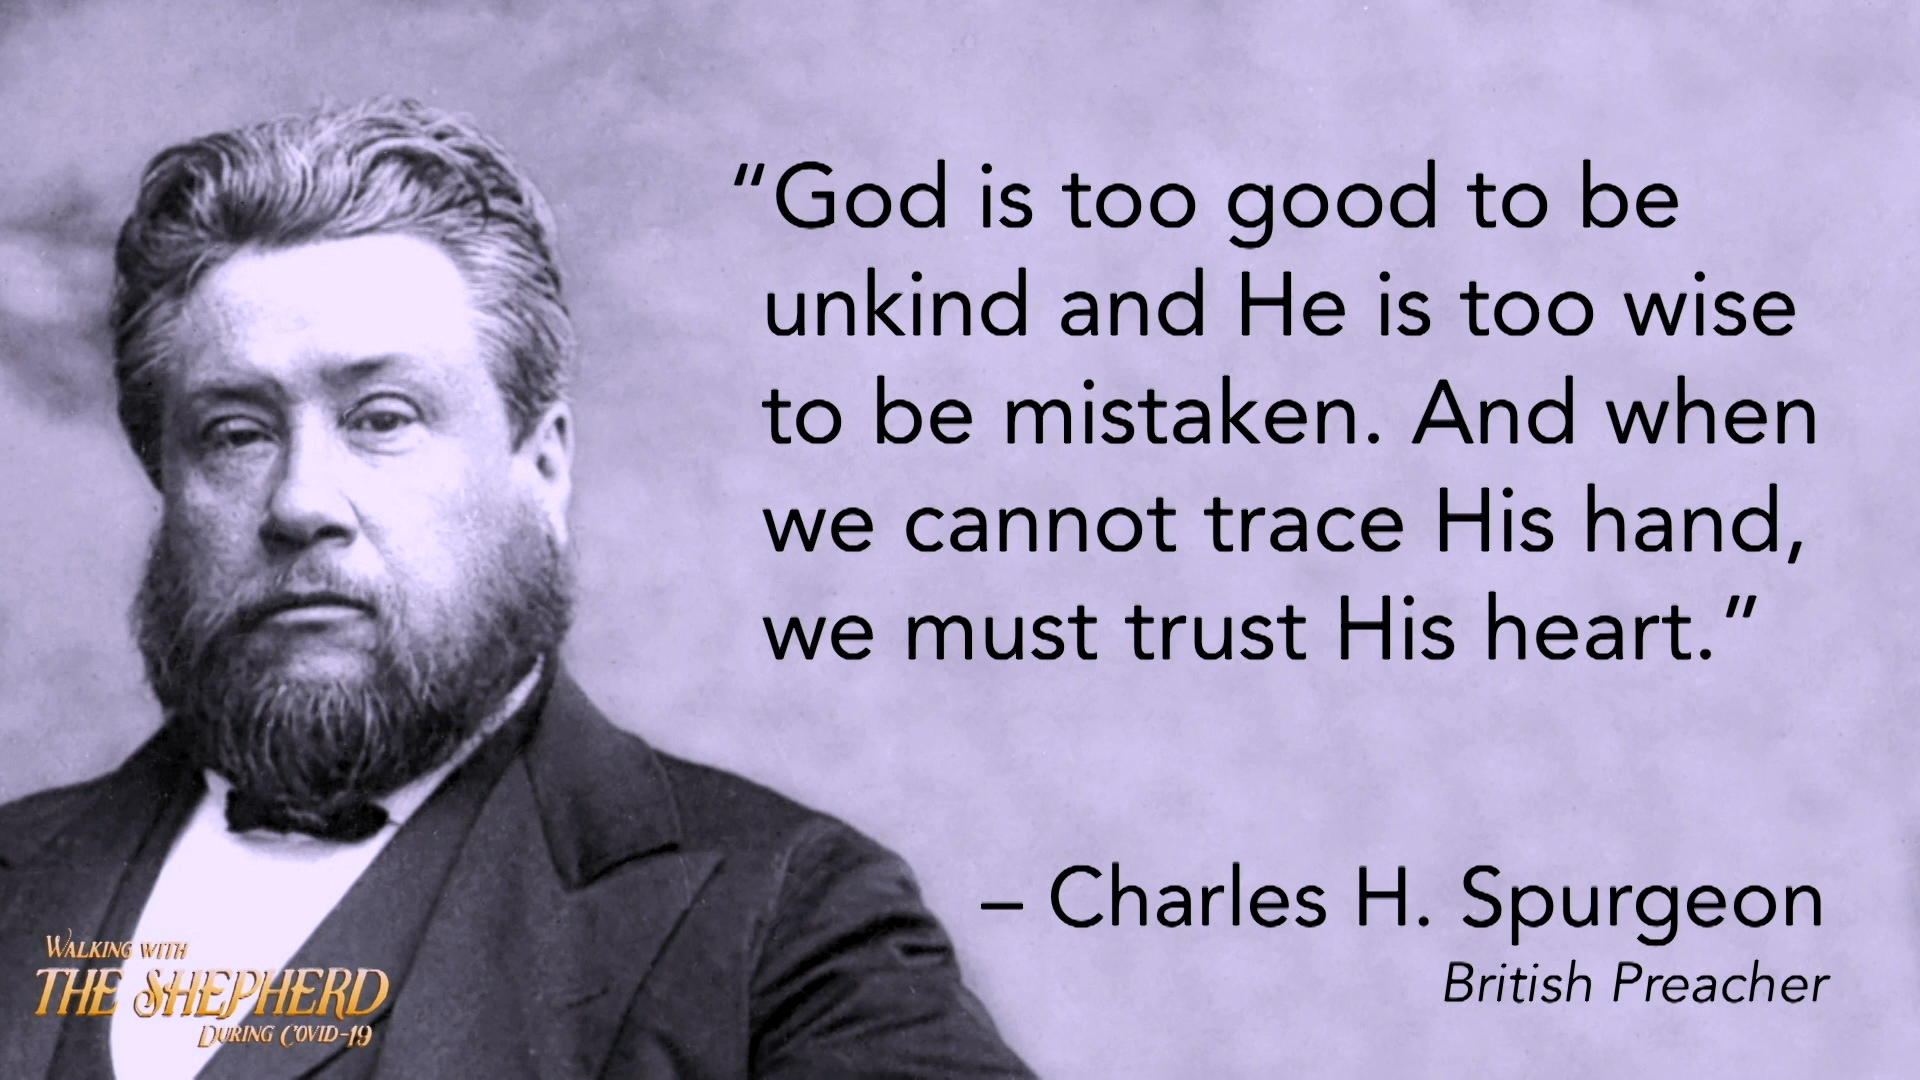 “God is too good to be
unkind and He is too wise
to be mistaken. And when
we cannot trace His hand,
we must trust His heart.”
– Charles H. Spurgeon
British Preacher
WALKING WITH
THE SHEPHERD
DURING COVID-19